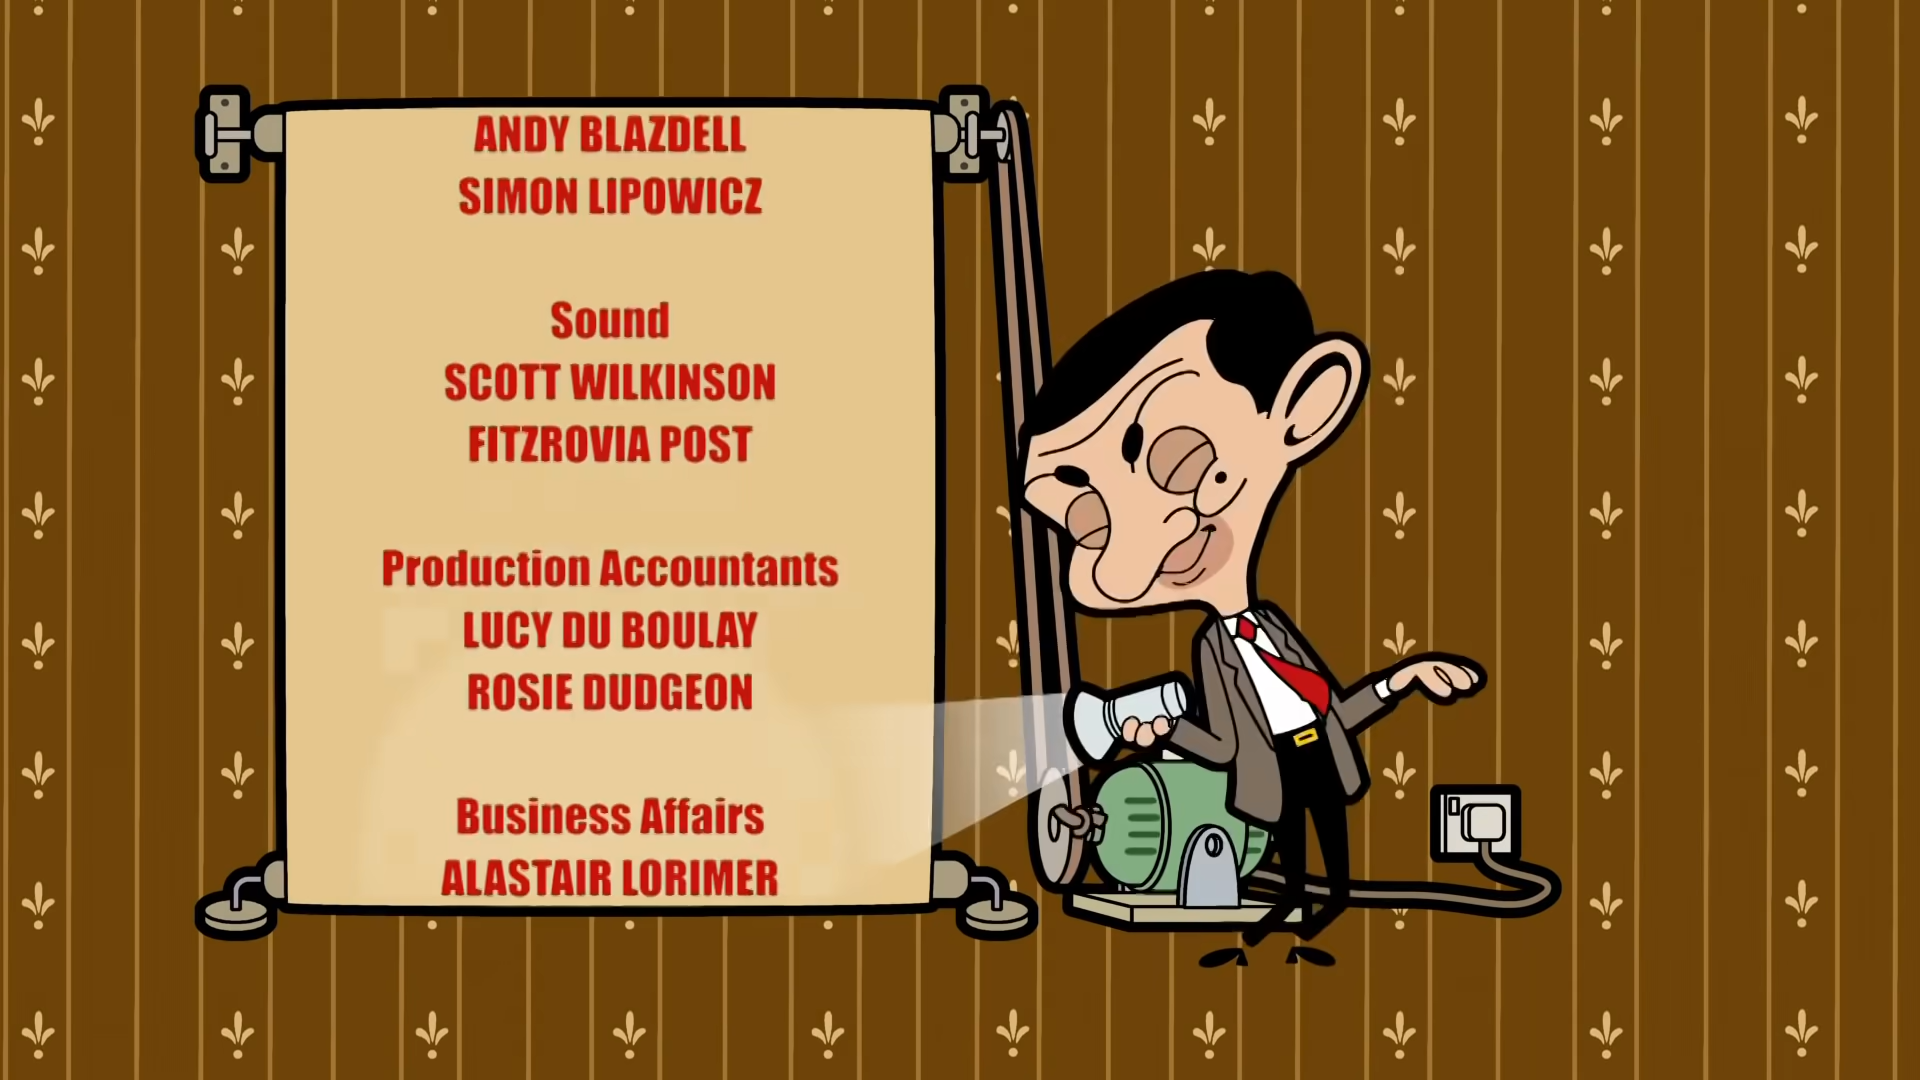 ANDY BLAZDELL
SIMON LIPOWICZ
Sound
SCOTT WILKINSON
FITZROVIA POST
Production Accountants
LUCY DU BOULAY
ROSIE DUDGEON
Business Affairs
ALASTAIR LORIMER